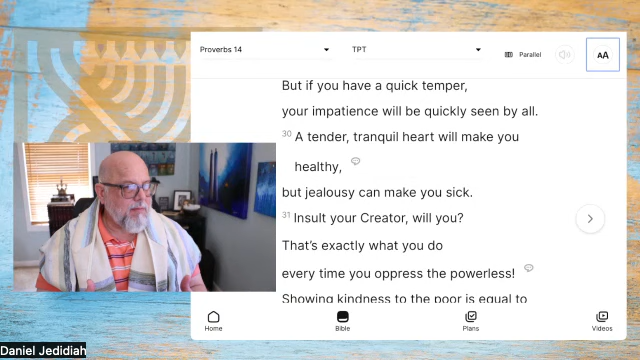 Proverbs 14
TPT
Parallel
AA
But if you have a quick temper,
your impatience will be quickly seen by all.
30 A tender, tranquil heart will make you
healthy,
but jealousy can make you sick.
31 Insult your Creator, will you?
That's exactly what you do
every time you oppress the powerless!
Showing kindness to the poor is equal to
Home
Bible
Plans
Videos
Daniel Jedidiah